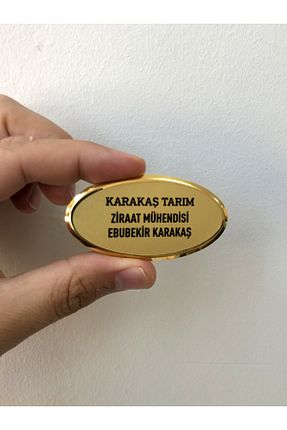 KARAKAŞ TARIM
ZİRAAT MÜHENDİSİ
EBUBEKİR KARAKAŞ